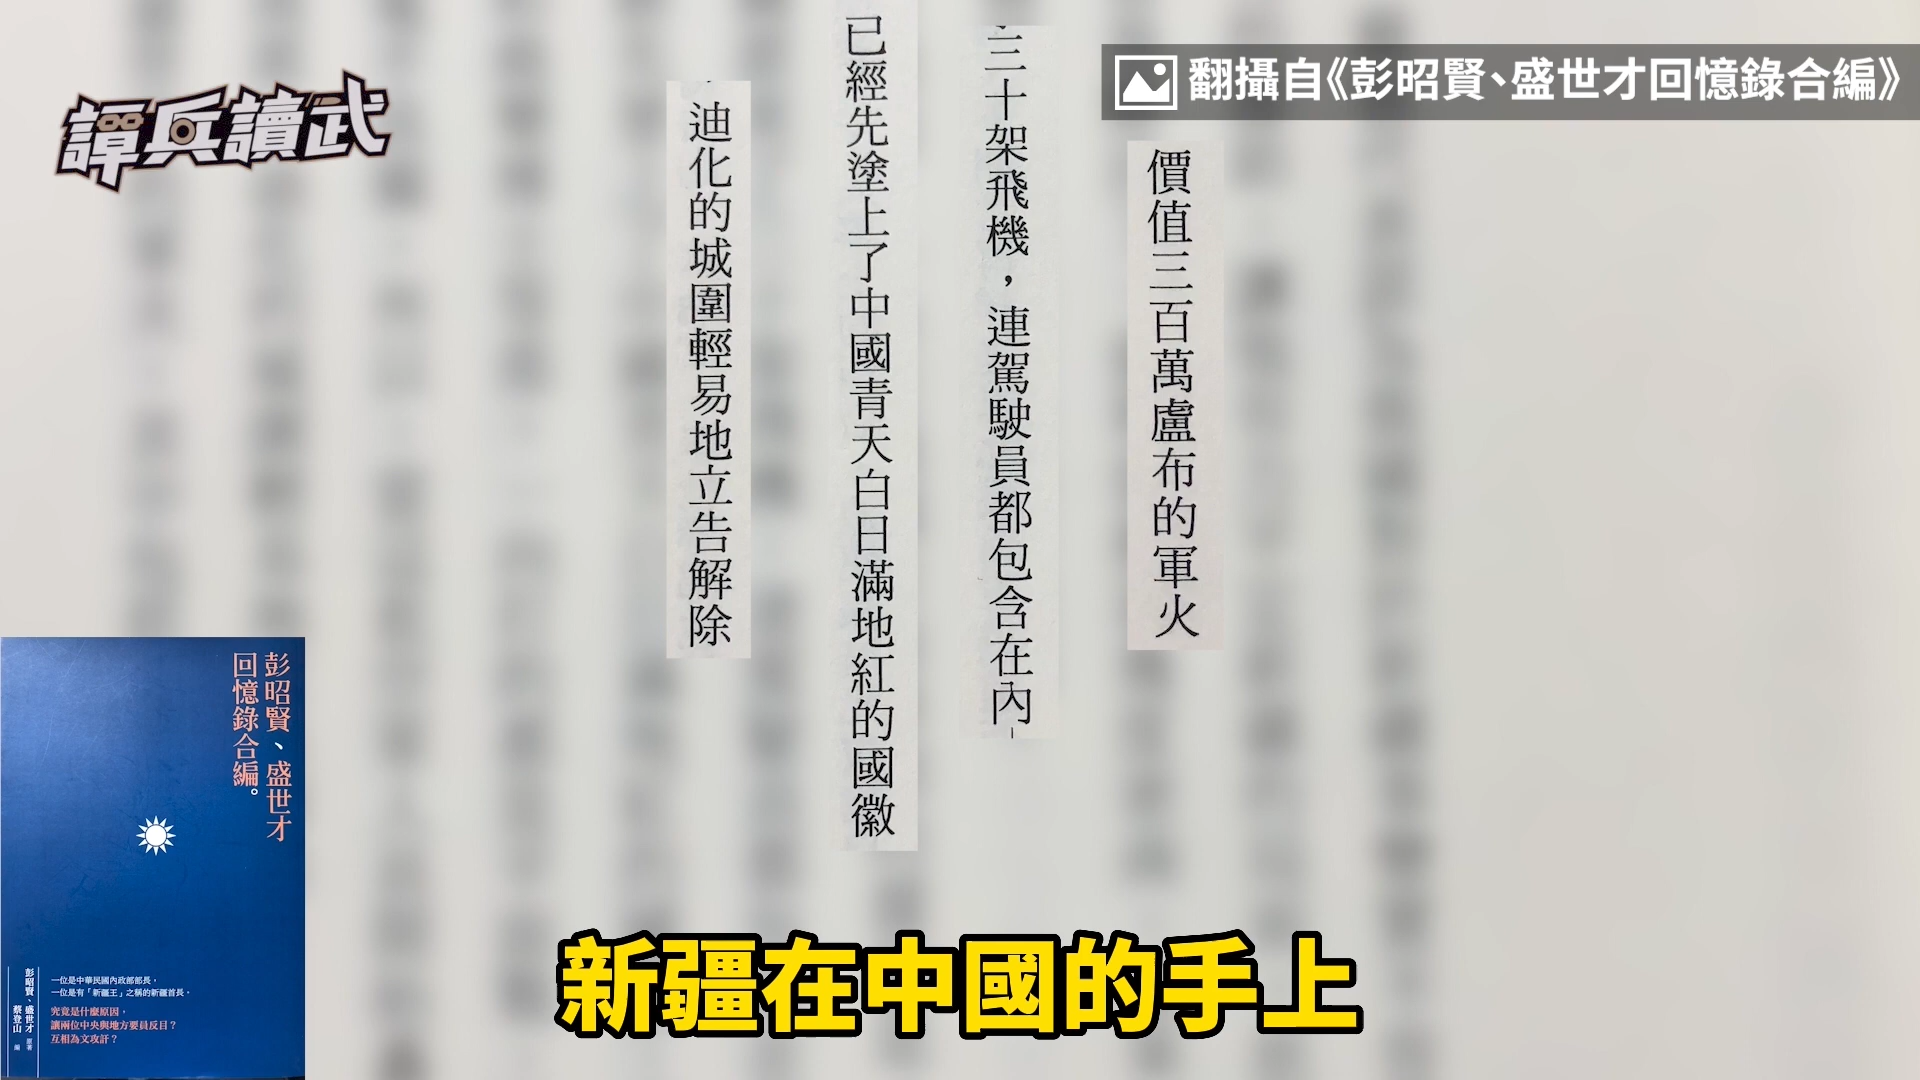 譚兵讀武
翻攝自《彭昭賢、盛世才回憶錄合編》
價值三百萬盧布的軍火
三十架飛機，連駕駛員都包含在內
已經先塗上了中國青天白日滿地紅的國徽
迪化的城圍輕易地立告解除
彭昭賢、盛世才
回憶錄合編。
一位是中華民國內政部部長，
一位是有「新疆王」之稱的新疆首長，
究竟是什麼原因，
讓兩位中央與地方要員反目？
互相為文攻訐？
彭昭賢、盛世才 原著
蔡登山 編
新疆在中國的手上